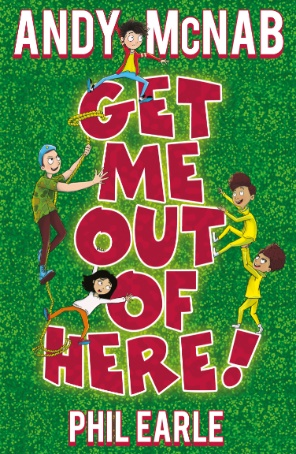 ANDY McNAB
GET
ME
OUT
OF
HERE!
PHIL EARLE